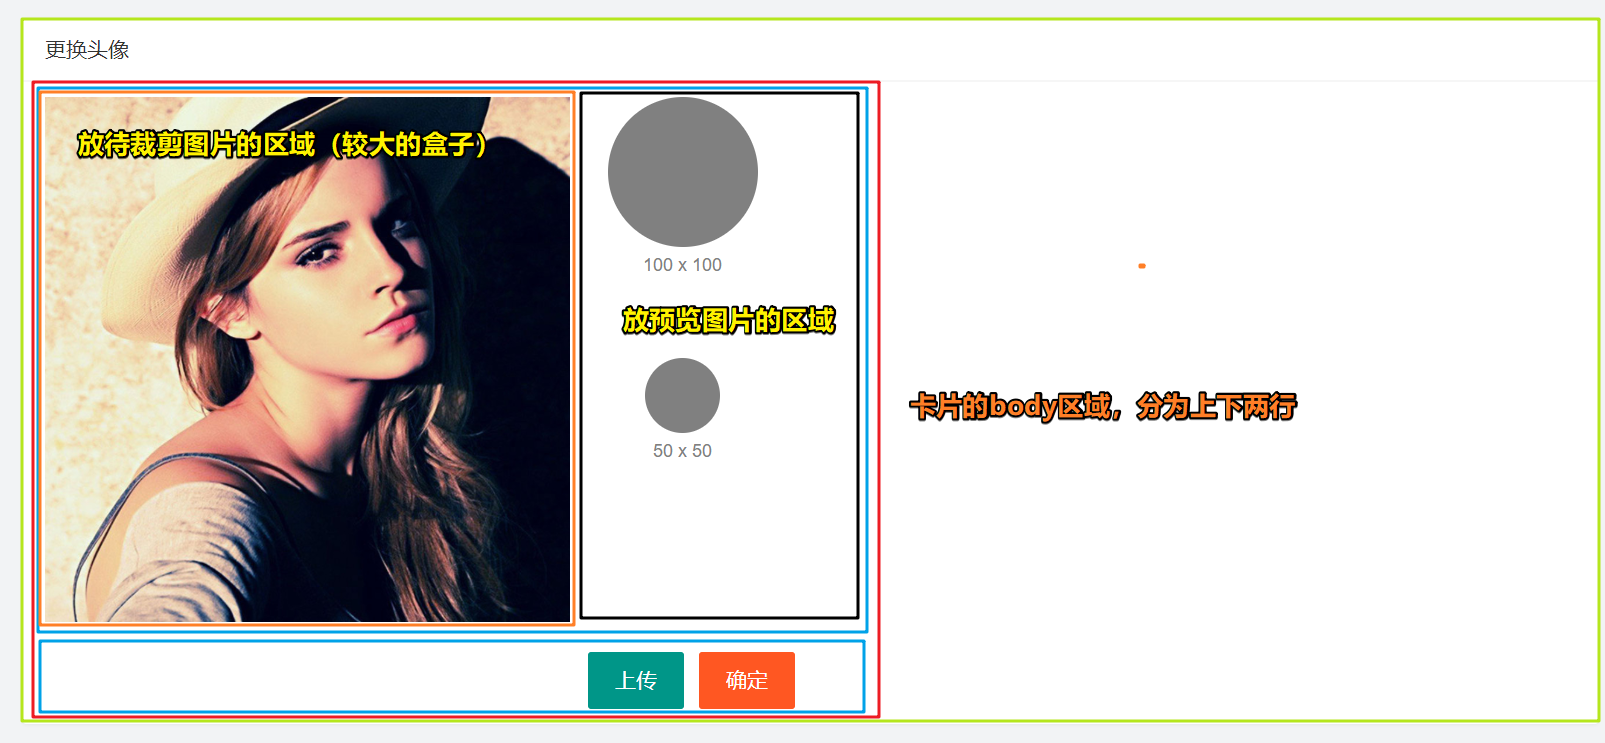 更换头像
放待裁剪图片的区域（较大的盒子）
100 x 100
放预览图片的区域
卡片的body区域，分为上下两行
50 x 50
上传
确定